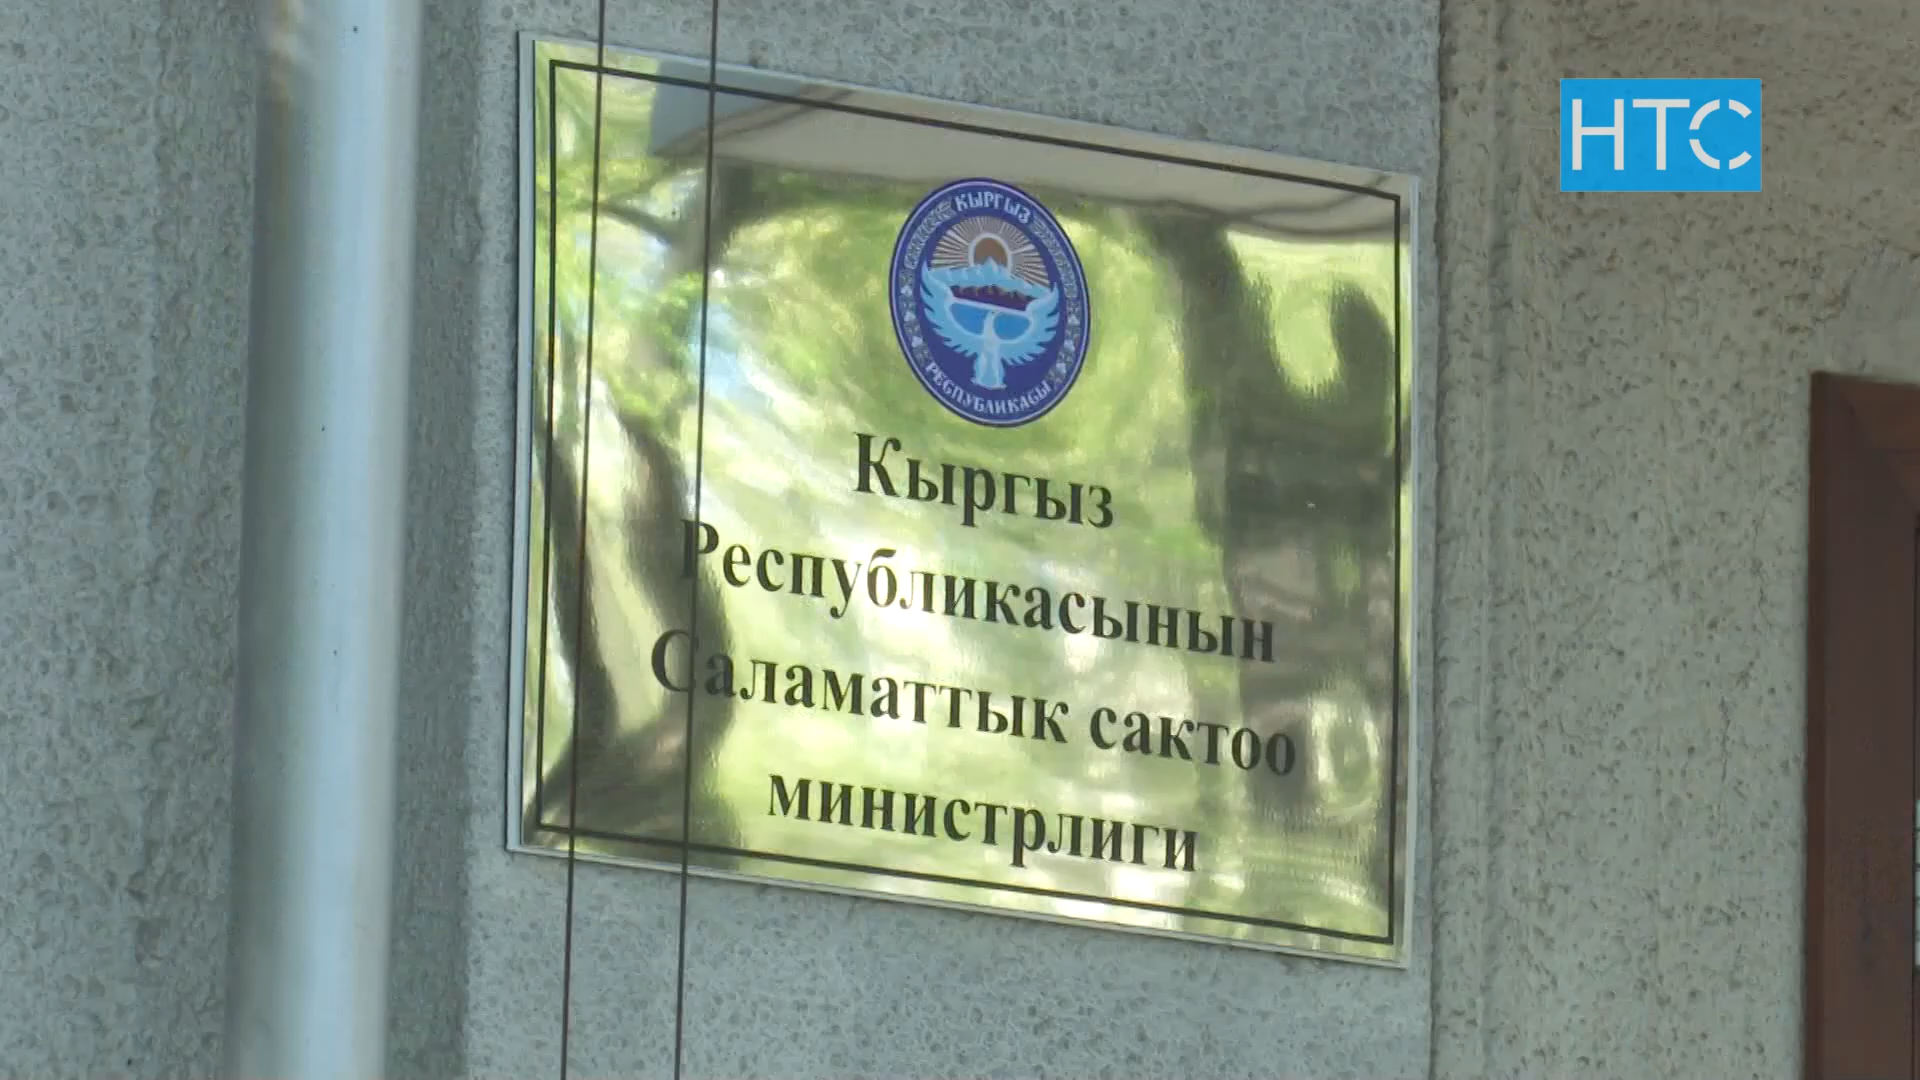 НТС
КЫРГЫЗ
РЕСПУБЛИКАСЫ
Кыргыз
Республикасынын
Саламаттык сактоо
министрлиги